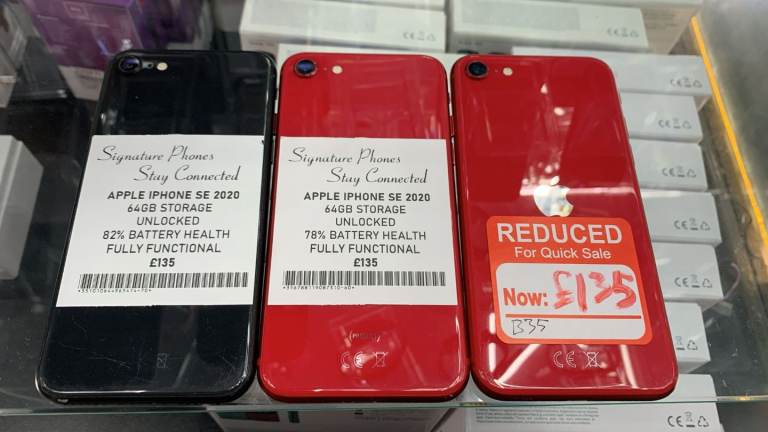 Signature Phones
Stay Connected
APPLE IPHONE SE 2020
64GB STORAGE
UNLOCKED
82% BATTERY HEALTH
FULLY FUNCTIONAL
£135
Signature Phones
Stay Connected
APPLE IPHONE SE 2020
64GB STORAGE
UNLOCKED
78% BATTERY HEALTH
FULLY FUNCTIONAL
£135
REDUCED
For Quick Sale
Now: £135
B35